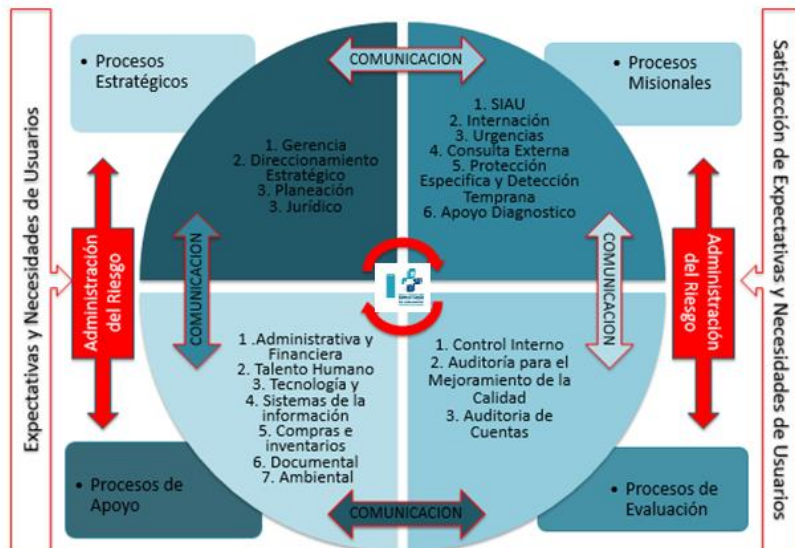 Expectativas y Necesidades de Usuarios
• Procesos
Estratégicos
COMUNICACION
• Procesos
Misionales
Satisfacción de Expectativas y Necesidades de Usuarios
1. Gerencia
2. Direccionamiento
Estratégico
3. Planeación
3. Jurídico
1. SIAU
2. Internación
3. Urgencias
4. Consulta Externa
5. Protección
Especifica y Detección
Temprana
6. Apoyo Diagnostico
Administración
del Riesgo
COMUNICACION
COMUNICACION
Administración
del Riesgo
1 .Administrativa y
Financiera
2. Talento Humano
3. Tecnología y
4. Sistemas de la
información
5. Compras e
inventarios
6. Documental
7. Ambiental
1. Control Interno
2. Auditoría para el
Mejoramiento de la
Calidad
3. Auditoria de
Cuentas
• Procesos de
Apoyo
COMUNICACION
• Procesos de
Evaluación